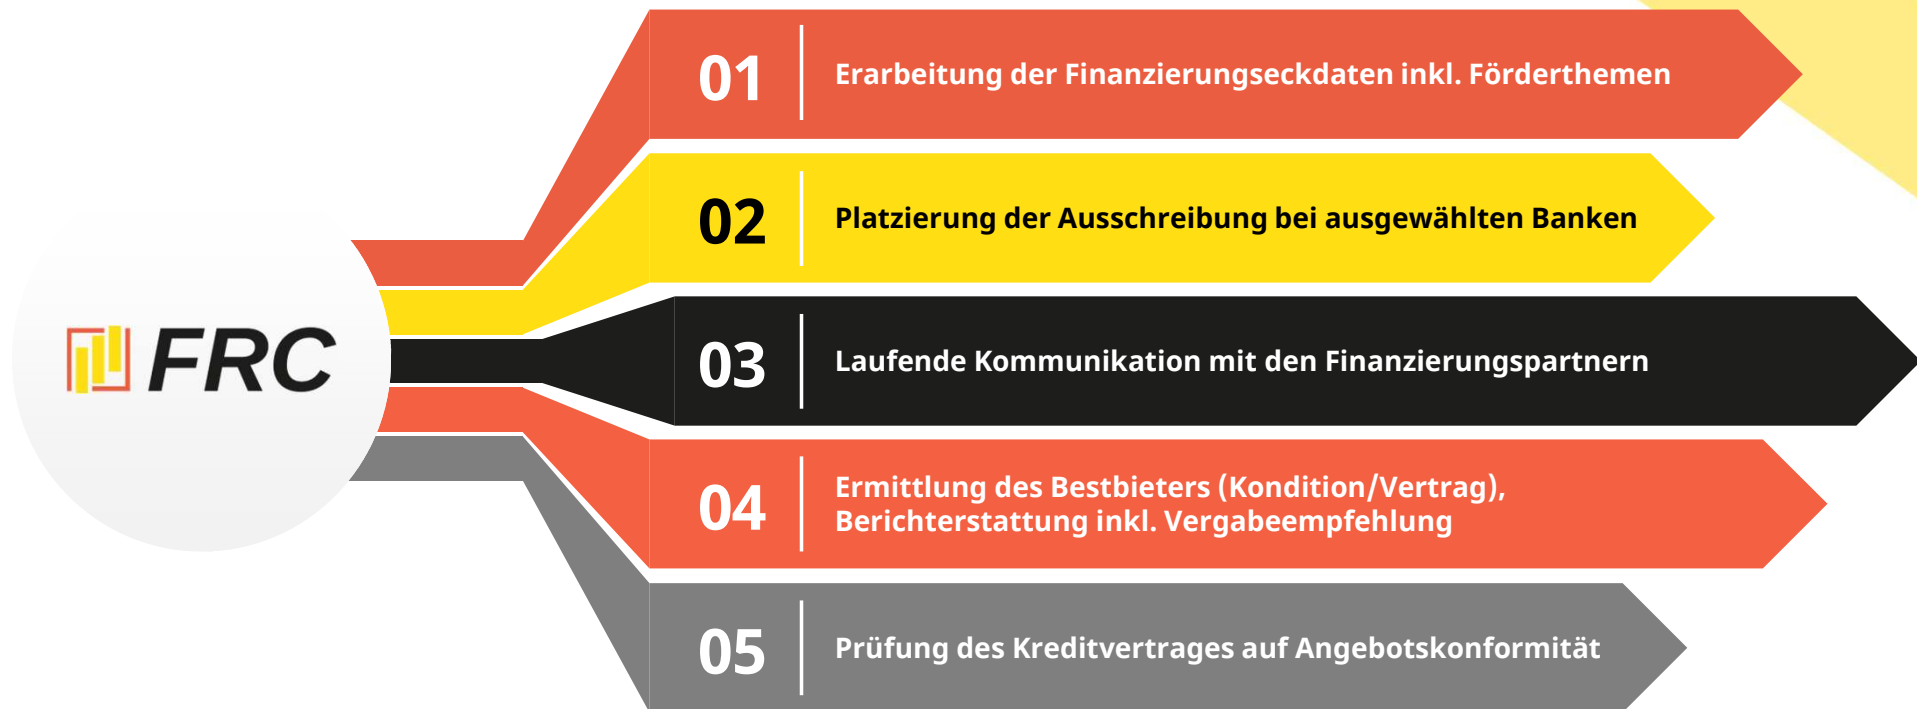 FRC
01
Erarbeitung der Finanzierungseckdaten inkl. Förderthemen
02
Platzierung der Ausschreibung bei ausgewählten Banken
03
Laufende Kommunikation mit den Finanzierungspartnern
04
Ermittlung des Bestbieters (Kondition/Vertrag),
Berichterstattung inkl. Vergabeempfehlung
05
Prüfung des Kreditvertrages auf Angebotskonformität